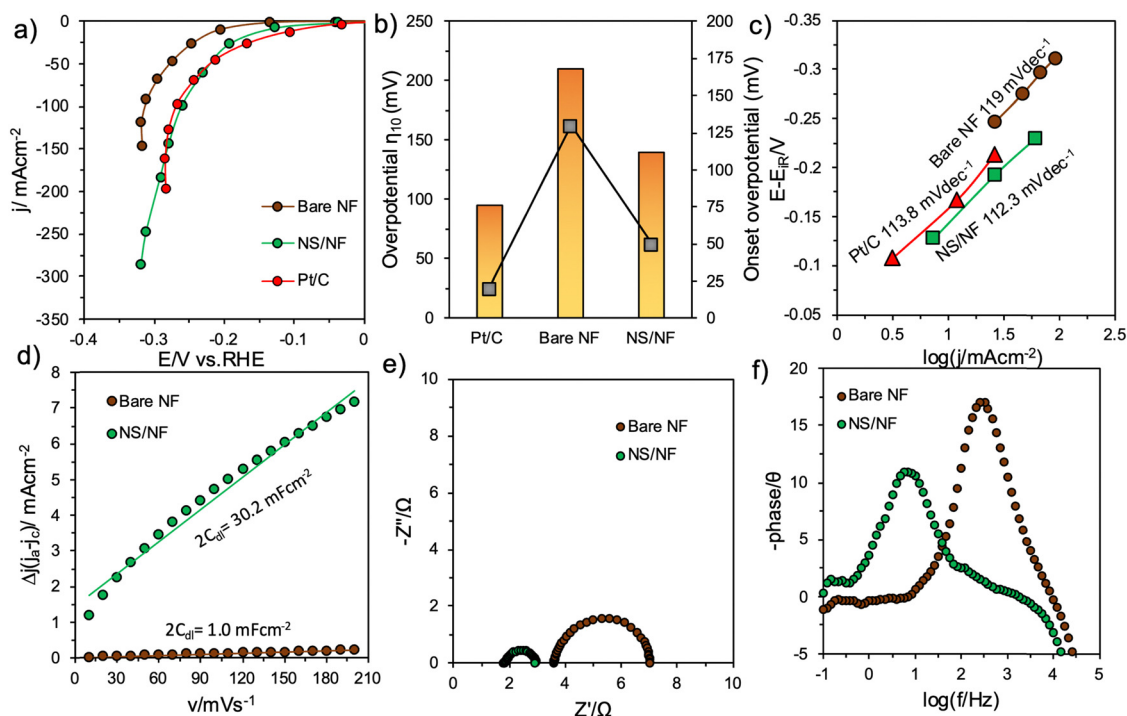 a)
0
-50
-100
-150
-200
-250
-300
-350
j/ mAcm-2
-0.4
-0.3
-0.2
-0.1
0
E/V vs.RHE
Bare NF
NS/NF
Pt/C
b)
250
200
150
100
50
0
Overpotential η10 (mV)
200
175
150
125
100
75
50
25
0
Onset overpotential (mV)
Pt/C
Bare NF
NS/NF
c)
-0.35
-0.3
-0.25
-0.2
-0.15
-0.1
-0.05
E-EiR/V
Bare NF 119 mVdec-1
Pt/C 113.8 mVdec-1
NS/NF 112.3 mVdec-1
0
0.5
1
1.5
2
2.5
log(j/mAcm-2)
d)
8
7
6
5
4
3
2
1
0
Δj(ja-jc)/ mAcm-2
Bare NF
NS/NF
2Cdl= 30.2 mFcm-2
2Cdl= 1.0 mFcm-2
0
30
60
90
120
150
180
210
v/mVs-1
e)
10
8
6
4
2
0
-Z"/Ω
Bare NF
NS/NF
0
2
4
6
8
10
Z'/Ω
f)
20
15
10
5
0
-5
-phase/θ
Bare NF
NS/NF
-1
0
1
2
3
4
5
log(f/Hz)